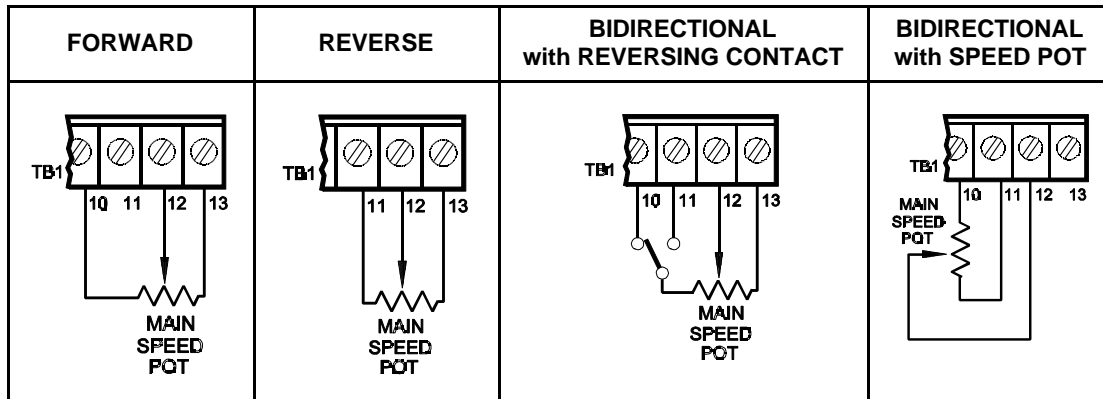 FORWARD
REVERSE
BIDIRECTIONAL
with REVERSING CONTACT
BIDIRECTIONAL
with SPEED POT
TB1
10 11 12 13
MAIN
SPEED
POT
TB1
11 12 13
MAIN
SPEED
POT
TB1
10 11 12 13
MAIN
SPEED
POT
TB1
10 11 12 13
MAIN
SPEED
POT